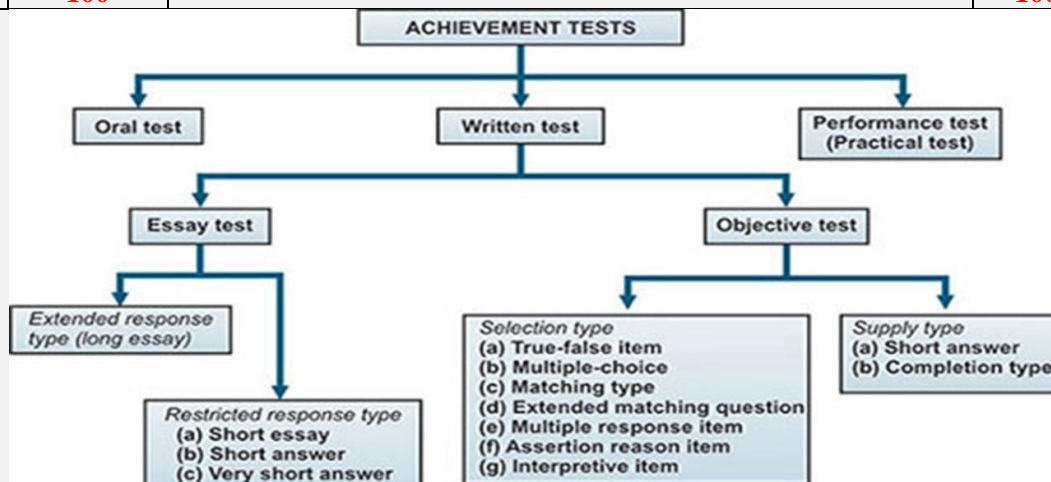 ACHIEVEMENT TESTS
Oral test
Written test
Performance test
(Practical test)
Essay test
Objective test
Extended response
type (long essay)
Restricted response type
(a) Short essay
(b) Short answer
(c) Very short answer
Selection type
(a) True-false item
(b) Multiple-choice
(c) Matching type
(d) Extended matching question
(e) Multiple response item
(f) Assertion reason item
(g) Interpretive item
Supply type
(a) Short answer
(b) Completion type